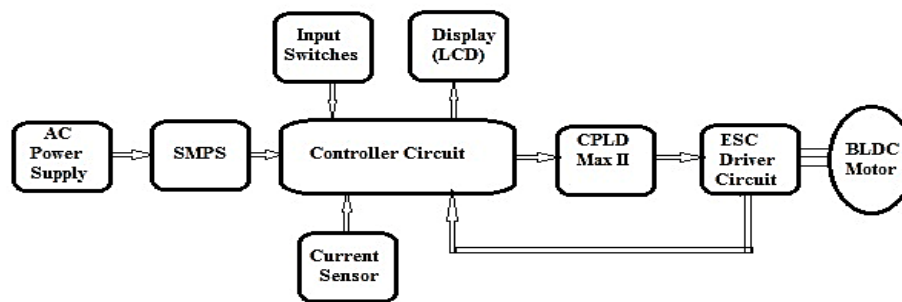 Input
Switches
Display
(LCD)
AC
Power
Supply
SMPS
Controller Circuit
CPLD
Max II
ESC
Driver
Circuit
BLDC
Motor
Current
Sensor